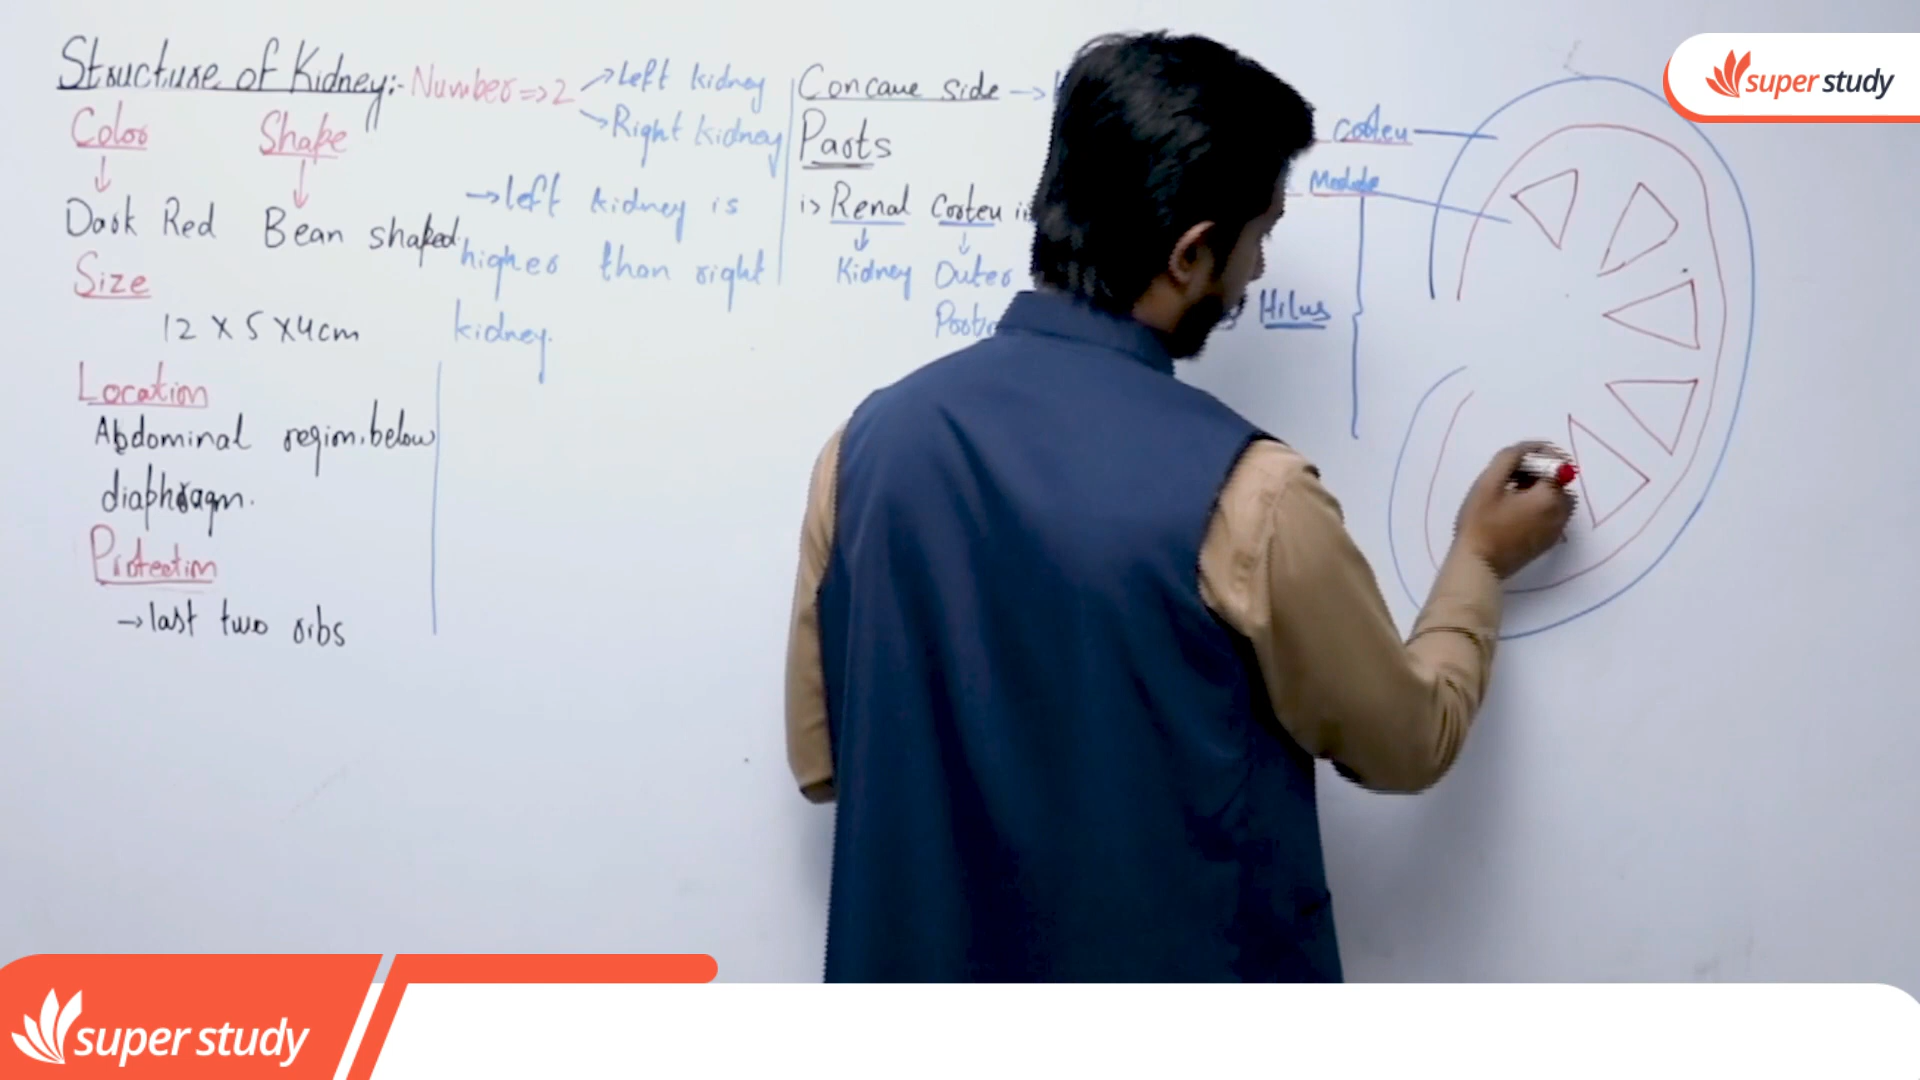 Structure of Kidney:- Number => 2
→ Left kidney
→ Right kidney
Color
Shape
Dark Red
Bean shaped.
→ left kidney is
higher than right
kidney.
Size
12 X 5 X 4cm
Location
Abdominal region, below
diaphragm.
Protection
→ last two ribs
Concave side →
Parts
i> Renal Cortex
Kidney Outer
Hilus
Cortex
super study
super study